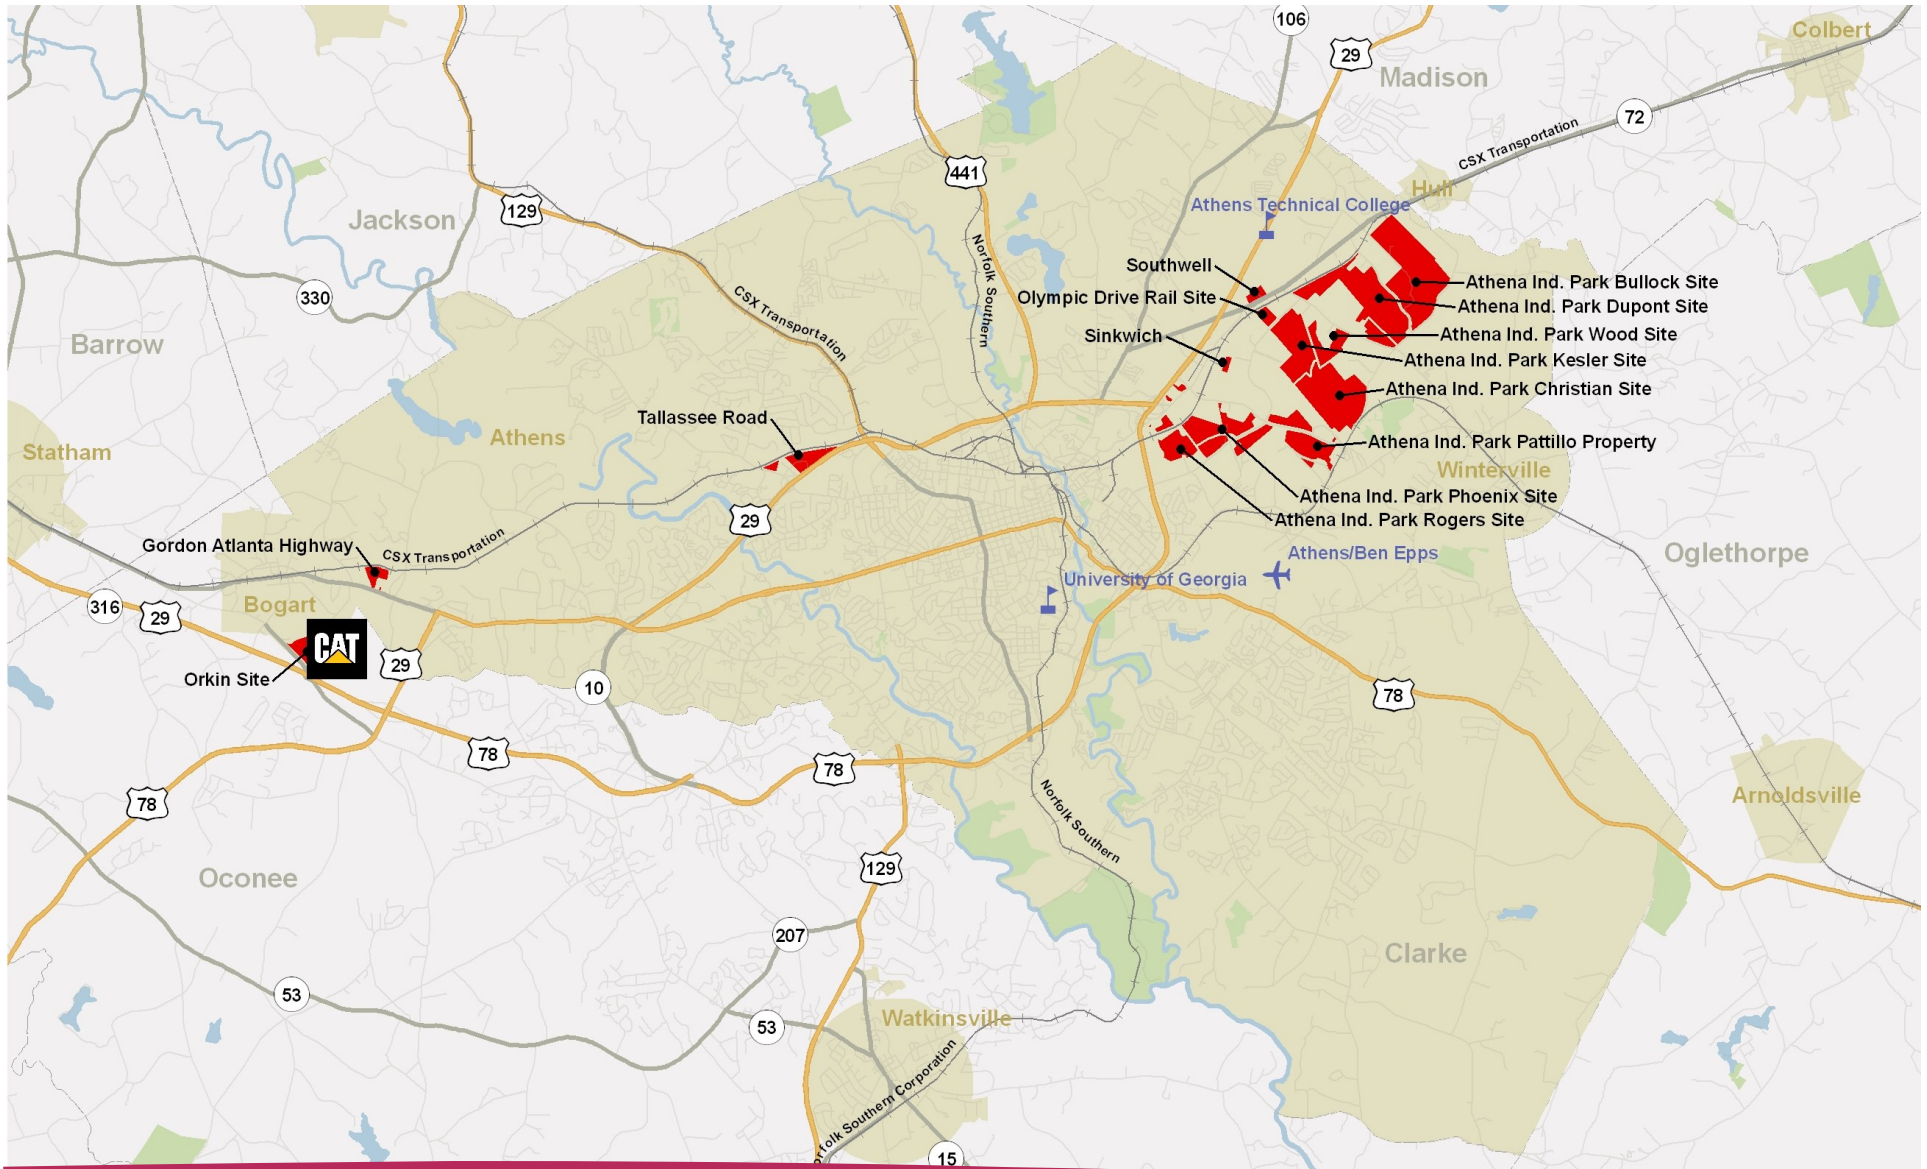 106
29
Colbert
Madison
72
CSX Transportation
441
Hull
Athens Technical College
129
Jackson
Norfolk Southern
Southwell
330
CSX Transportation
Olympic Drive Rail Site
Athena Ind. Park Bullock Site
Athena Ind. Park Dupont Site
Barrow
Sinkwich
Athena Ind. Park Wood Site
Athena Ind. Park Kesler Site
Athena Ind. Park Christian Site
Tallassee Road
Athens
Statham
Athena Ind. Park Pattillo Property
Winterville
Athena Ind. Park Phoenix Site
29
Athena Ind. Park Rogers Site
Gordon Atlanta Highway
CSX Transportation
Athens/Ben Epps
Oglethorpe
University of Georgia
316
29
Bogart
CAT
29
Orkin Site
10
78
78
78
78
Arnoldsville
Norfolk Southern
129
Oconee
207
Clarke
53
53
Watkinsville
orfolk Southern Corporation
15